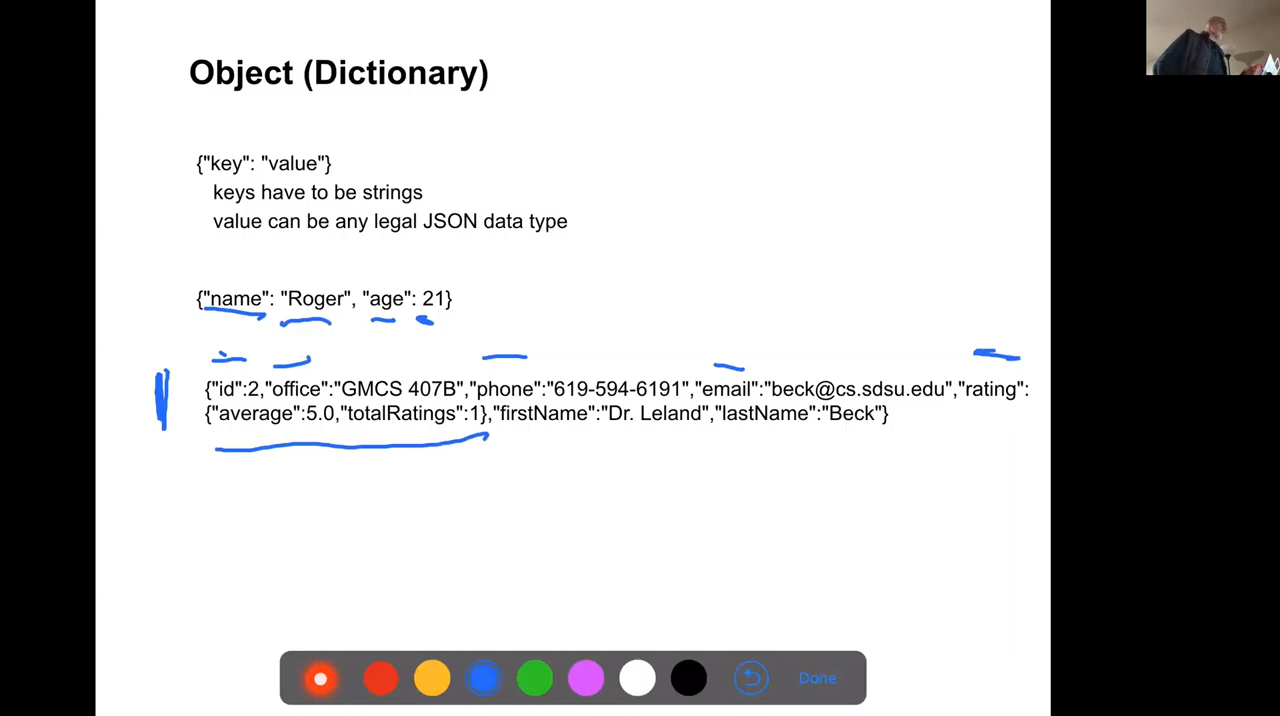 Object (Dictionary)
{"key": "value"}
keys have to be strings
value can be any legal JSON data type
{"name": "Roger", "age": 21}
{"id":2,"office":"GMCS 407B","phone":"619-594-6191","email":"beck@cs.sdsu.edu","rating":
{"average":5.0,"totalRatings":1},"firstName":"Dr. Leland","lastName":"Beck"}
Done